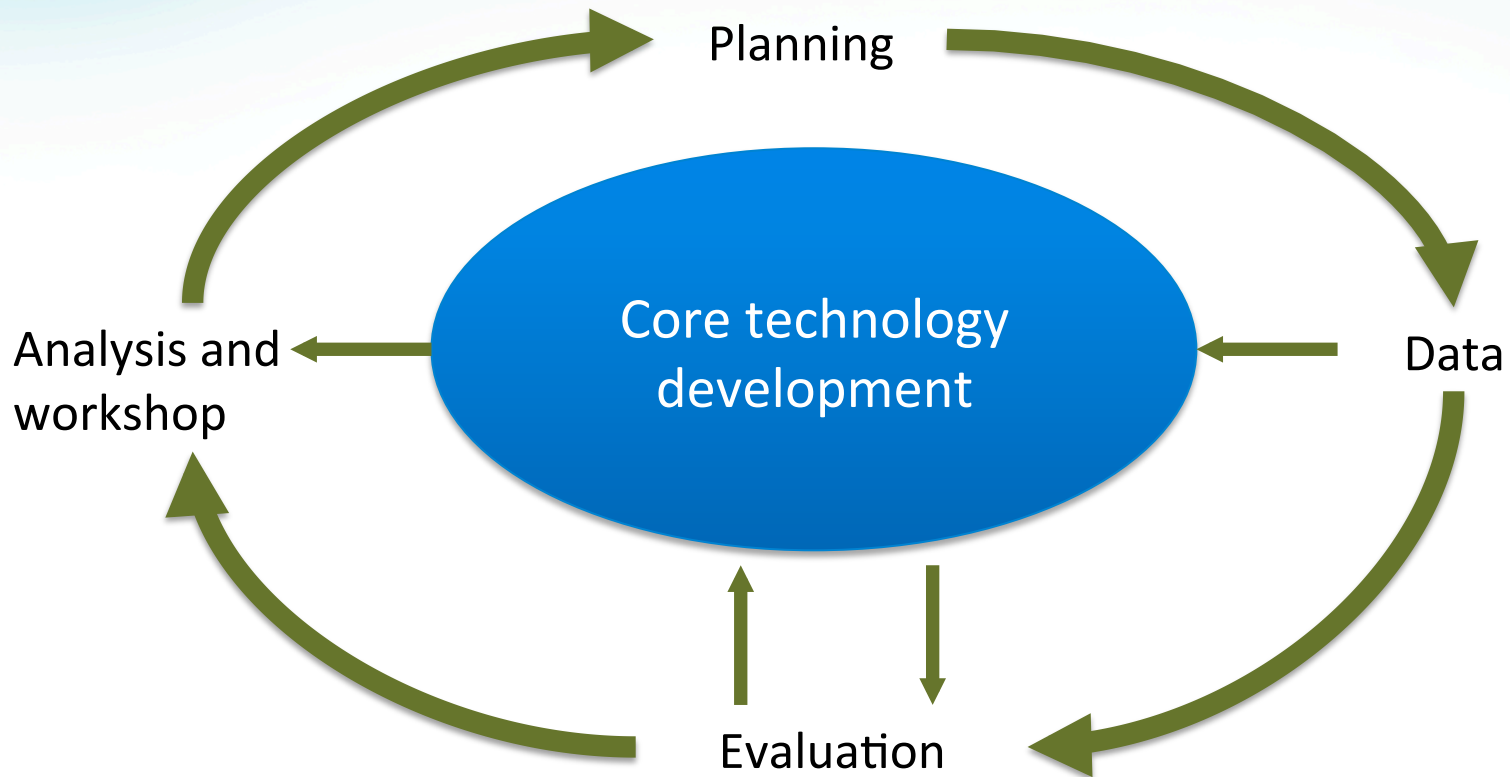 Planning
Core technology
development
Analysis and
workshop
Data
Evaluation